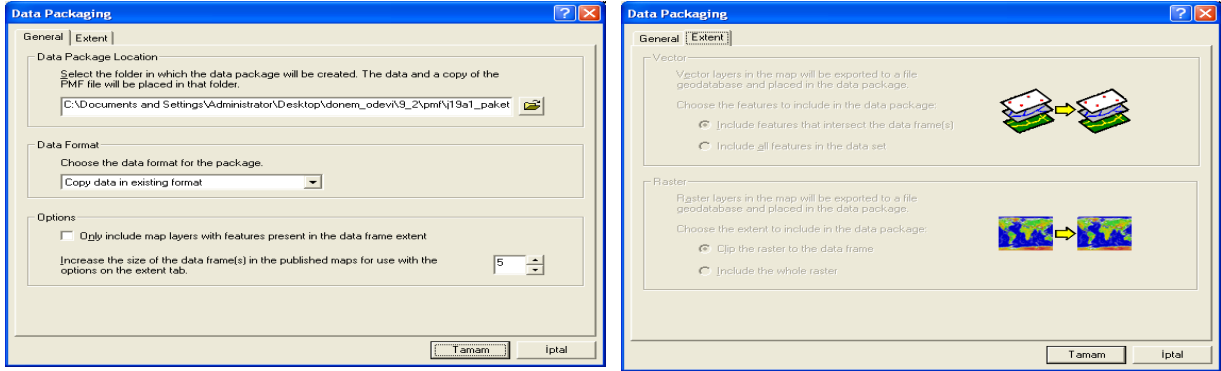 Data Packaging
General Extent
Data Package Location
Select the folder in which the data package will be created. The data and a copy of the
PMF file will be placed in that folder.
C:\Documents and Settings\Administrator\Desktop\donem_odevi\9_2\pmf\j19a1_paket
Data Format
Choose the data format for the package.
Copy data in existing format
Options
Only include map layers with features present in the data frame extent
Increase the size of the data frame(s) in the published maps for use with the
options on the extent tab.
5
Tamam İptal
Data Packaging
General Extent
Vector
Vector layers in the map will be exported to a file
geodatabase and placed in the data package.
Choose the features to include in the data package:
Include features that intersect the data frame(s)
Include all features in the data set
Raster
Raster layers in the map will be exported to a file
geodatabase and placed in the data package.
Choose the extent to include in the data package:
Clip the raster to the data frame
Include the whole raster
Tamam İptal